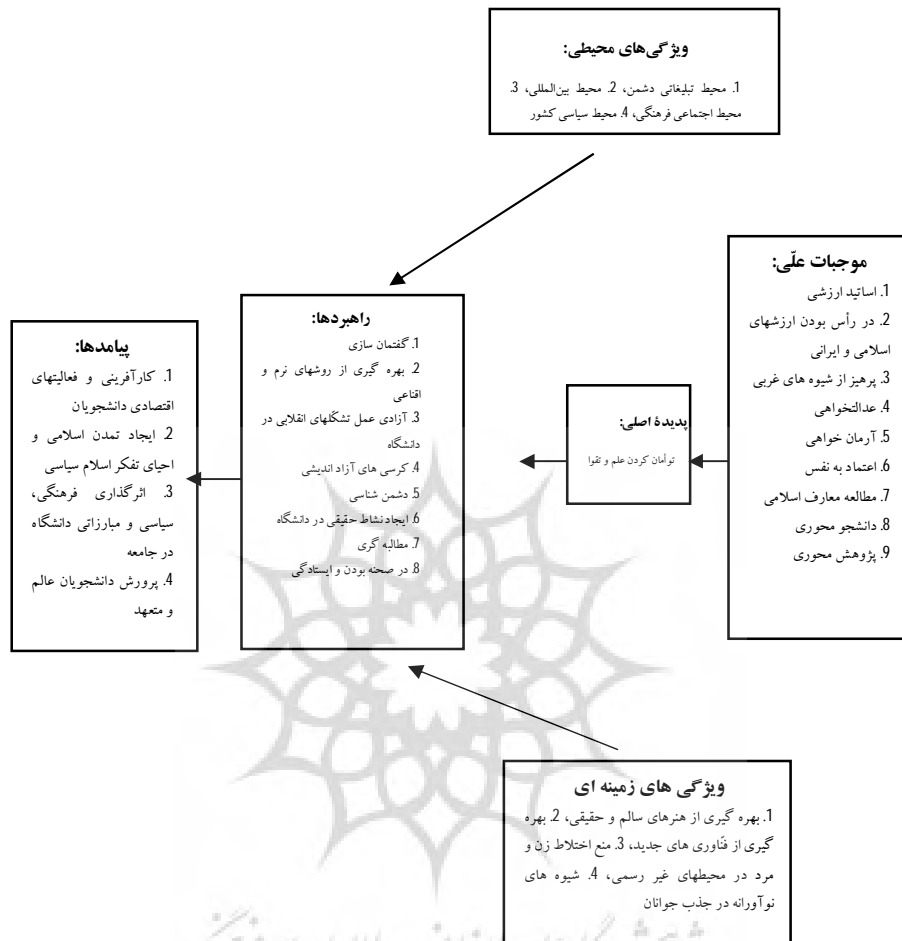 ویژگی‌های محیطی:
1. محیط تبلیغاتی دشمن، 2. محیط بین‌المللی، 3.
محیط اجتماعی فرهنگی، 4. محیط سیاسی کشور
موجبات علّی:
1. اساتید ارزشی
2. در رأس بودن ارزشهای
اسلامی و ایرانی
3. پرهیز از شیوه های غربی
4. عدالتخواهی
5. آرمان خواهی
6. اعتماد به نفس
7. مطالعه معارف اسلامی
8. دانشجو محوری
9. پژوهش محوری
پدیدۀ اصلی:
توأمان کردن علم و تقوا
راهبردها:
1. گفتمان سازی
2. بهره گیری از روشهای نرم و
اقناعی
3. آزادی عمل تشکّلهای انقلابی در
دانشگاه
4. کرسی های آزاد اندیشی
5. دشمن شناسی
6. ایجاد نشاط حقیقی در دانشگاه
7. مطالبه گری
8. در صحنه بودن و ایستادگی
پیامدها:
1. کارآفرینی و فعالیتهای
اقتصادی دانشجویان
2. ایجاد تمدن اسلامی و
احیای تفکر اسلام سیاسی
3. اثرگذاری فرهنگی،
سیاسی و مبارزاتی دانشگاه
در جامعه
4. پرورش دانشجویان عالم
و متعهد
ویژگی های زمینه ای
1. بهره گیری از هنرهای سالم و حقیقی، 2. بهره
گیری از فنّاوری های جدید، 3. منع اختلاط زن و
مرد در محیطهای غیر رسمی، 4. شیوه های
نوآورانه در جذب جوانان